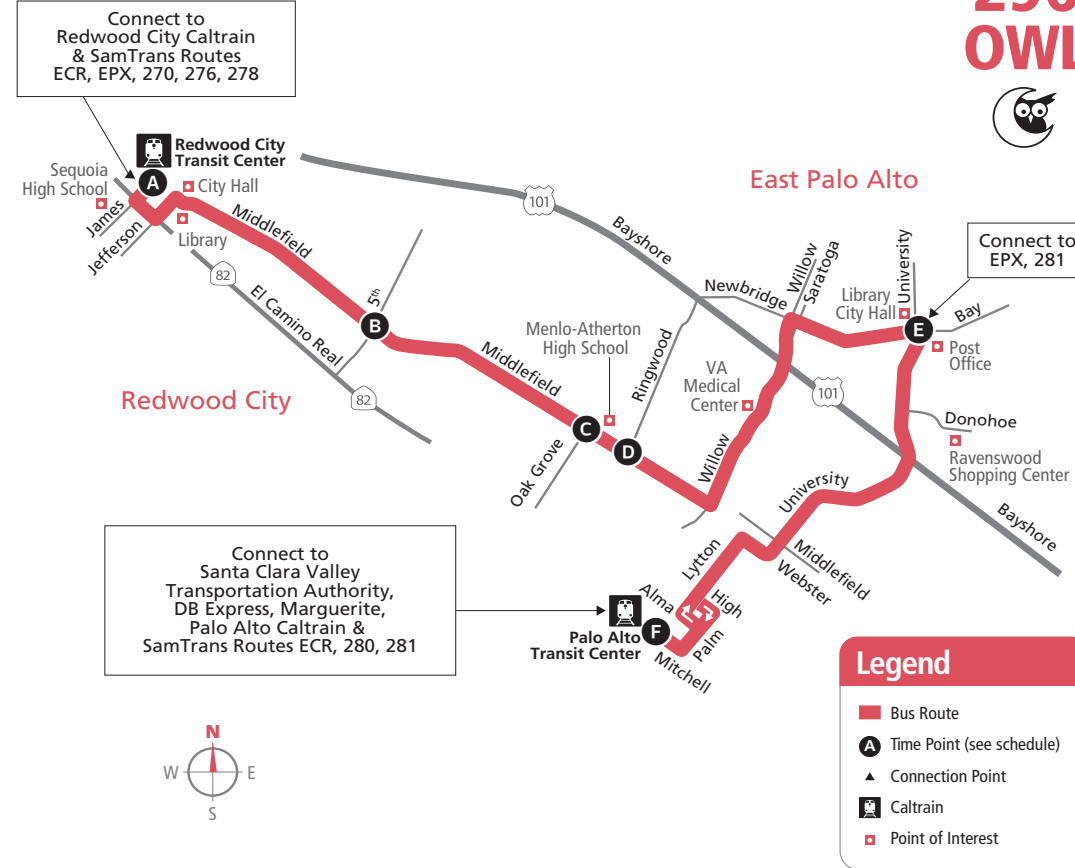 Connect to
Redwood City Caltrain
& SamTrans Routes
ECR, EPX, 270, 276, 278
OWL
Redwood City
Transit Center
Sequoia
High School
A
City Hall
James
Jefferson
Library
Middlefield
82
El Camino Real
82
5th
B
Redwood City
101
Bayshore
East Palo Alto
Connect to
EPX, 281
Newbridge
Willow
Saratoga
Library
City Hall
University
E
Bay
Post
Office
Menlo-Atherton
High School
Ringwood
VA
Medical
Center
101
Donohoe
Ravenswood
Shopping Center
Middlefield
C
D
Oak Grove
Willow
University
Bayshore
Middlefield
Webster
Lytton
Alma
High
Palm
F
Mitchell
Palo Alto
Transit Center
Connect to
Santa Clara Valley
Transportation Authority,
DB Express, Marguerite,
Palo Alto Caltrain &
SamTrans Routes ECR, 280, 281
N
W
E
S
Legend
Bus Route
A Time Point (see schedule)
Connection Point
Caltrain
Point of Interest